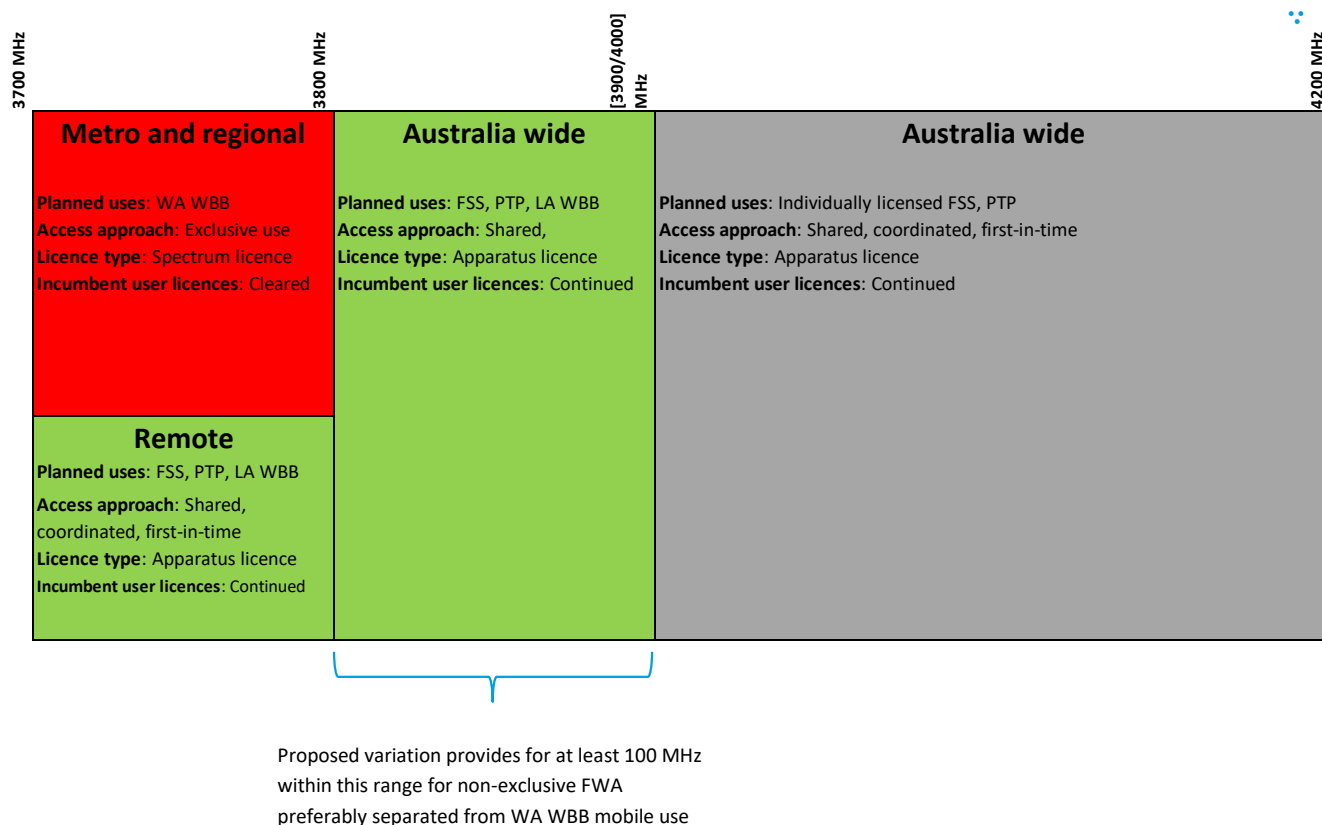 3700 MHz
3800 MHz
[3900/4000]
MHz
4200 MHz
Metro and regional
Planned uses: WA WBB
Access approach: Exclusive use
Licence type: Spectrum licence
Incumbent user licences: Cleared
Australia wide
Planned uses: FSS, PTP, LA WBB
Access approach: Shared,
Licence type: Apparatus licence
Incumbent user licences: Continued
Australia wide
Planned uses: Individually licensed FSS, PTP
Access approach: Shared, coordinated, first-in-time
Licence type: Apparatus licence
Incumbent user licences: Continued
Remote
Planned uses: FSS, PTP, LA WBB
Access approach: Shared,
coordinated, first-in-time
Licence type: Apparatus licence
Incumbent user licences: Continued
Proposed variation provides for at least 100 MHz
within this range for non-exclusive FWA
preferably separated from WA WBB mobile use